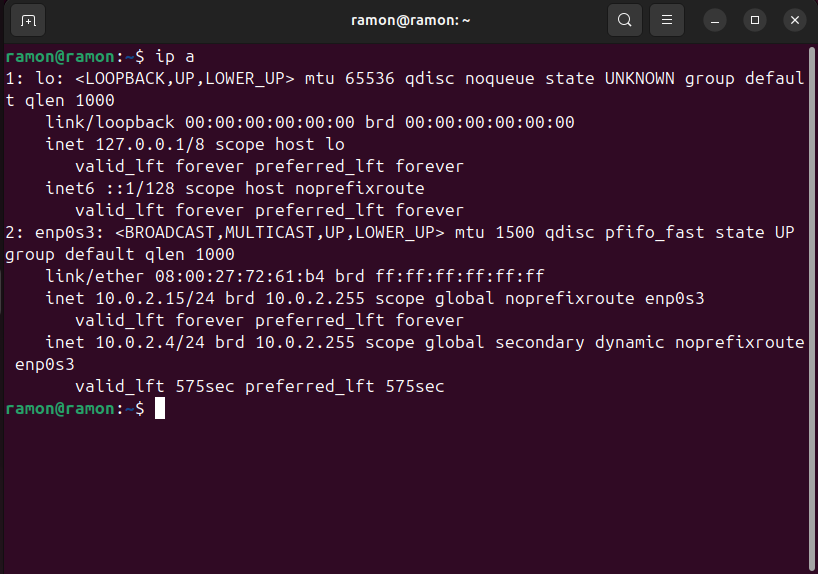 ramon@ramon: ~
ramon@ramon:~$ ip a
1: lo: <LOOPBACK,UP,LOWER_UP> mtu 65536 qdisc noqueue state UNKNOWN group defaul
t qlen 1000
    link/loopback 00:00:00:00:00:00 brd 00:00:00:00:00:00
    inet 127.0.0.1/8 scope host lo
       valid_lft forever preferred_lft forever
    inet6 ::1/128 scope host noprefixroute
       valid_lft forever preferred_lft forever
2: enp0s3: <BROADCAST,MULTICAST,UP,LOWER_UP> mtu 1500 qdisc pfifo_fast state UP
group default qlen 1000
    link/ether 08:00:27:72:61:b4 brd ff:ff:ff:ff:ff:ff
    inet 10.0.2.15/24 brd 10.0.2.255 scope global noprefixroute enp0s3
       valid_lft forever preferred_lft forever
    inet 10.0.2.4/24 brd 10.0.2.255 scope global secondary dynamic noprefixroute
 enp0s3
       valid_lft 575sec preferred_lft 575sec
ramon@ramon:~$